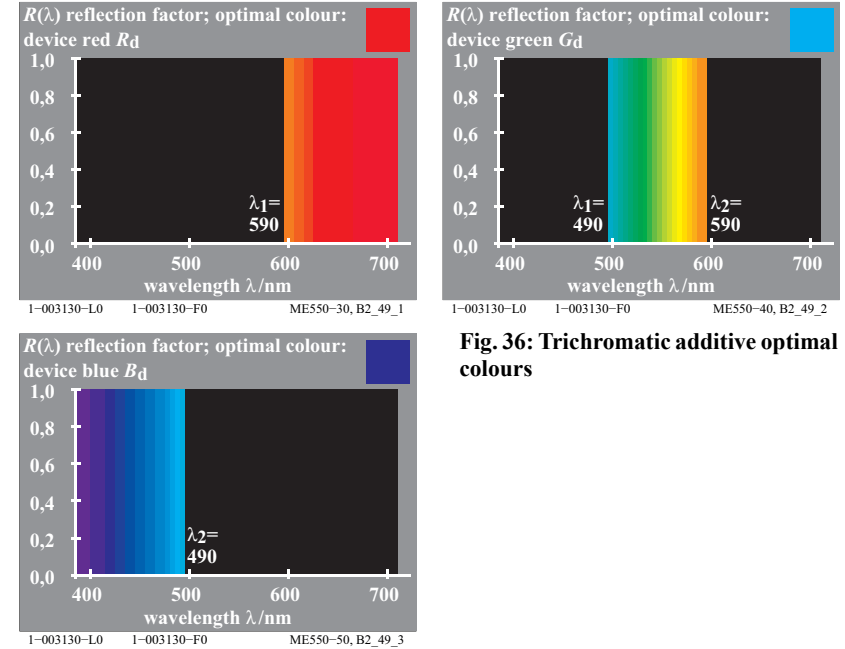 R(λ) reflection factor; optimal colour:
device red Rd
1,0
0,8
0,6
0,4
0,2
0,0
λ1=
590
400 500 600 700
wavelength λ/nm
1−003130−L0 1−003130−F0 ME550−30, B2_49_1
R(λ) reflection factor; optimal colour:
device green Gd
1,0
0,8
0,6
0,4
0,2
0,0
λ1= λ2=
490 590
400 500 600 700
wavelength λ/nm
1−003130−L0 1−003130−F0 ME550−40, B2_49_2
R(λ) reflection factor; optimal colour:
device blue Bd
1,0
0,8
0,6
0,4
0,2
0,0
λ2=
490
400 500 600 700
wavelength λ/nm
1−003130−L0 1−003130−F0 ME550−50, B2_49_3
Fig. 36: Trichromatic additive optimal
colours